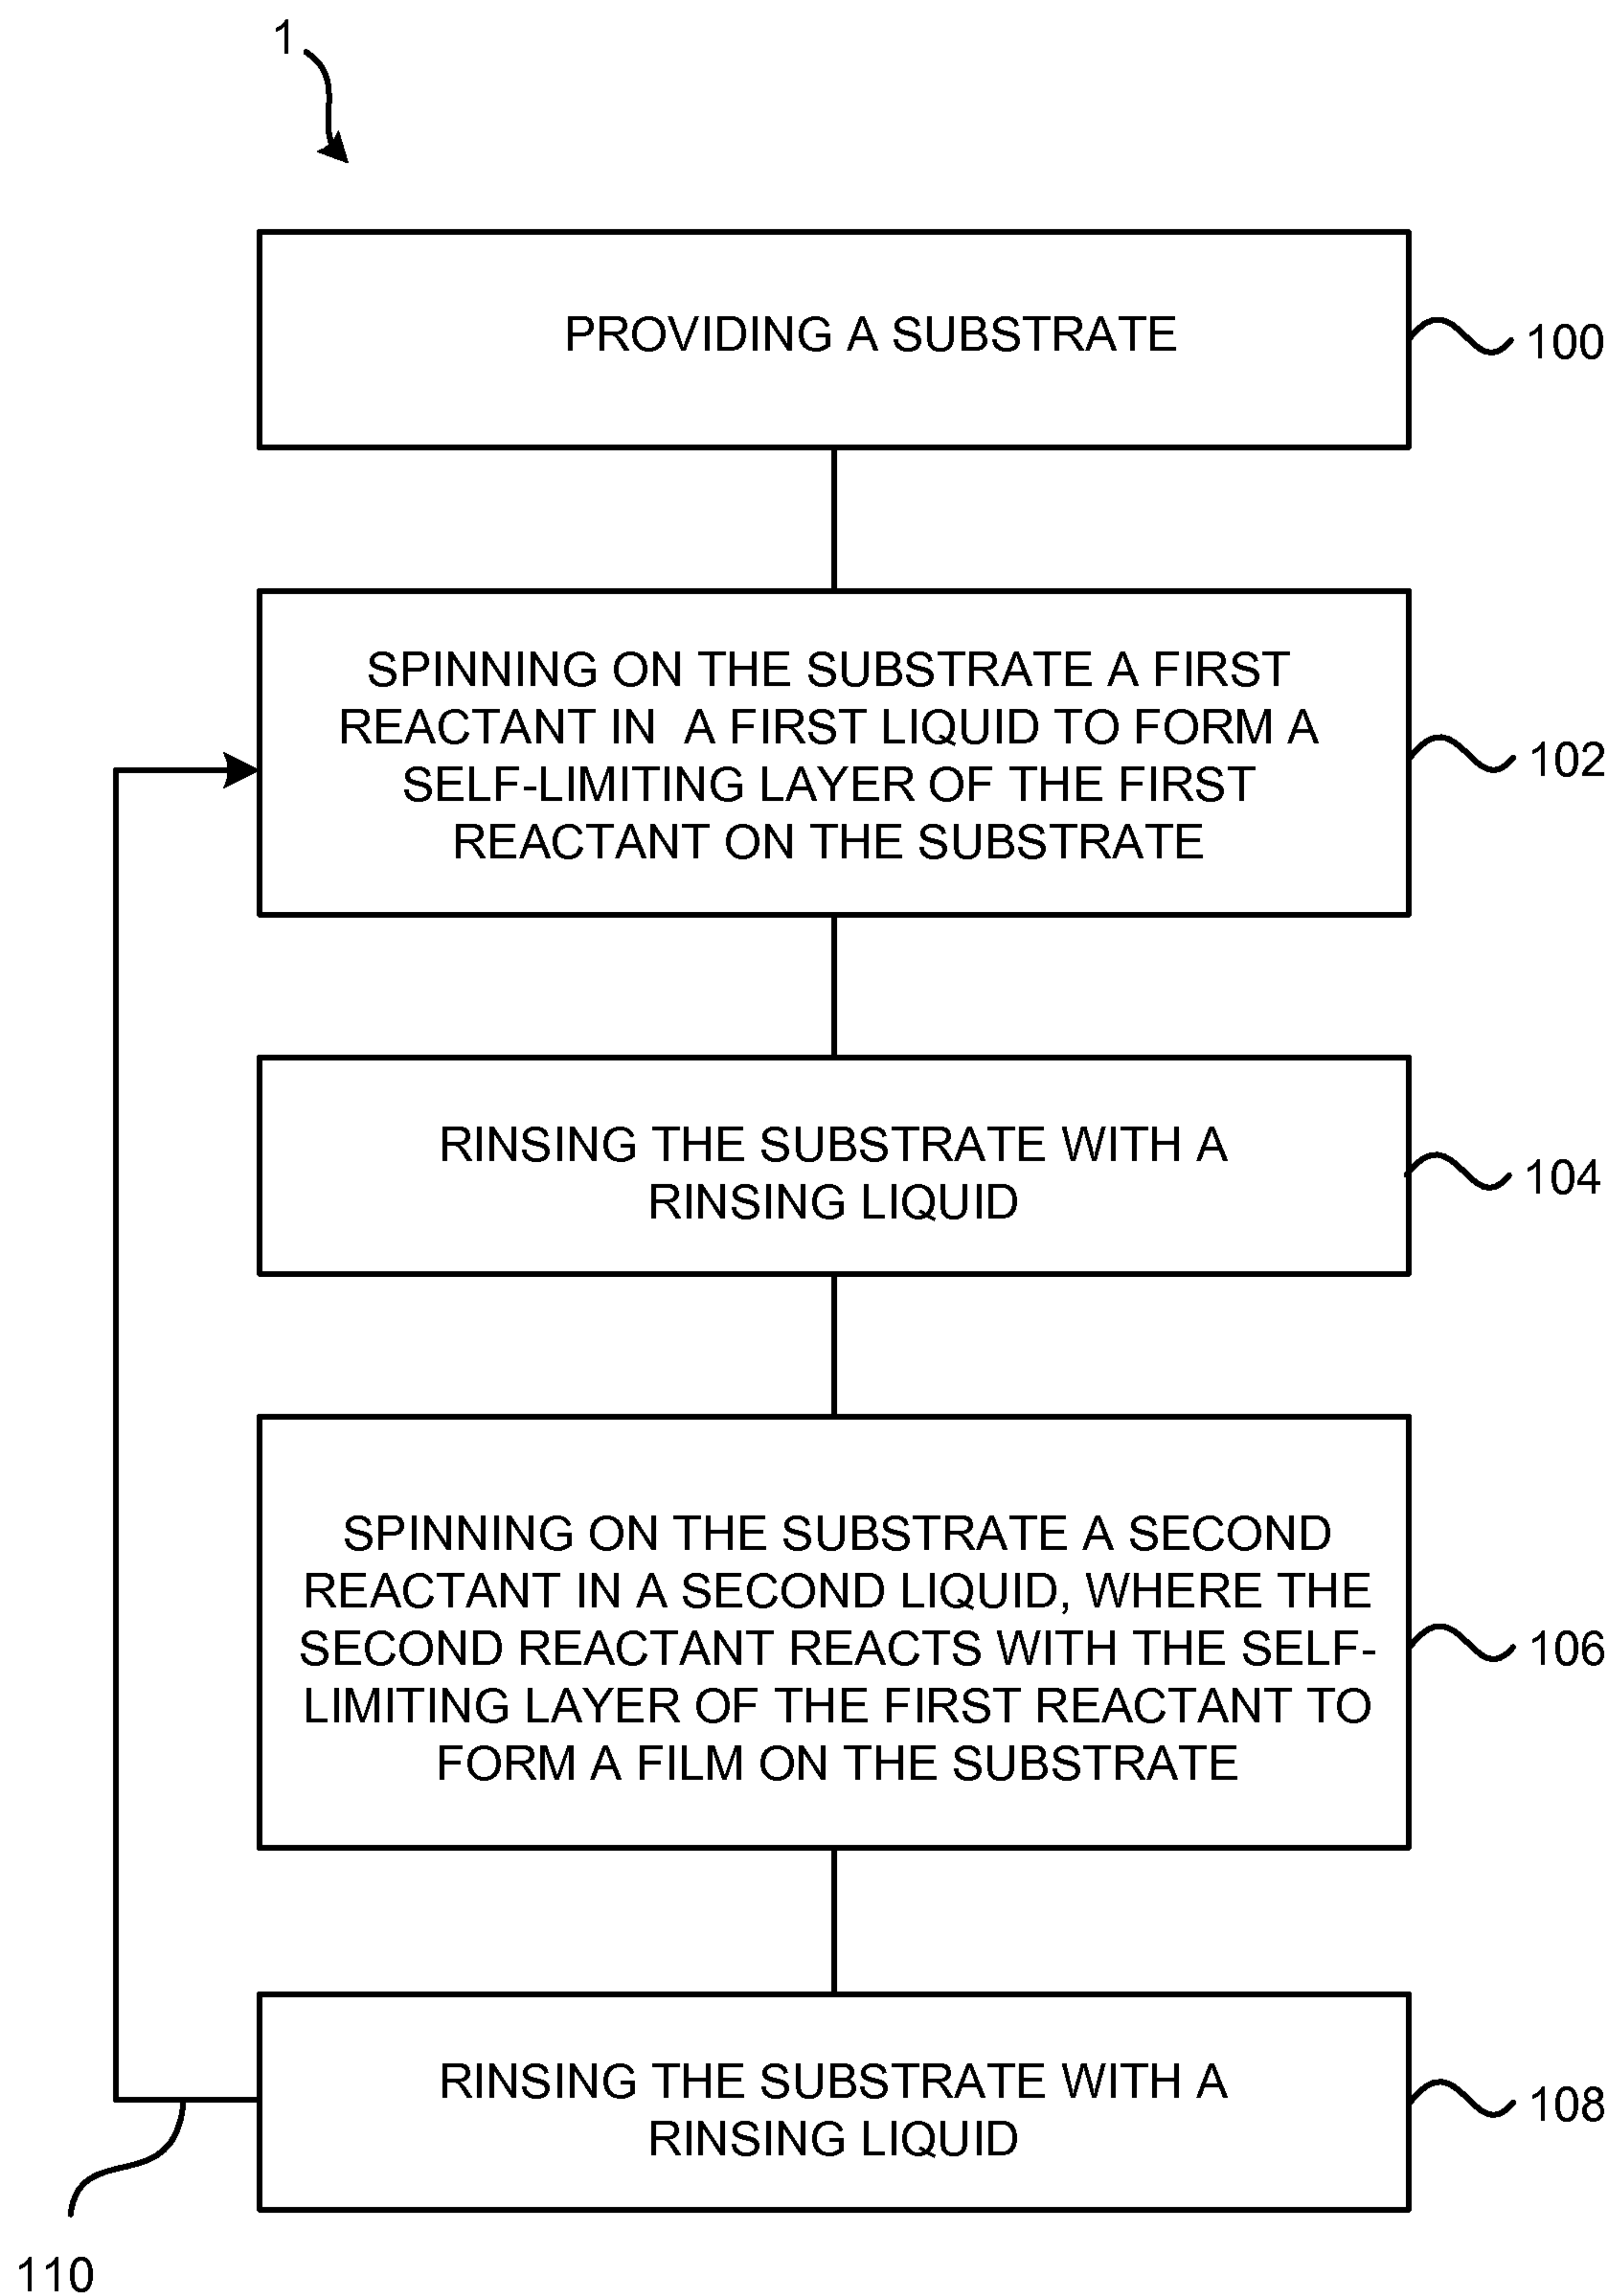 1
PROVIDING A SUBSTRATE
100
SPINNING ON THE SUBSTRATE A FIRST
REACTANT IN A FIRST LIQUID TO FORM A
SELF-LIMITING LAYER OF THE FIRST
REACTANT ON THE SUBSTRATE
102
RINSING THE SUBSTRATE WITH A
RINSING LIQUID
104
SPINNING ON THE SUBSTRATE A SECOND
REACTANT IN A SECOND LIQUID, WHERE THE
SECOND REACTANT REACTS WITH THE SELF-
LIMITING LAYER OF THE FIRST REACTANT TO
FORM A FILM ON THE SUBSTRATE
106
RINSING THE SUBSTRATE WITH A
RINSING LIQUID
108
110